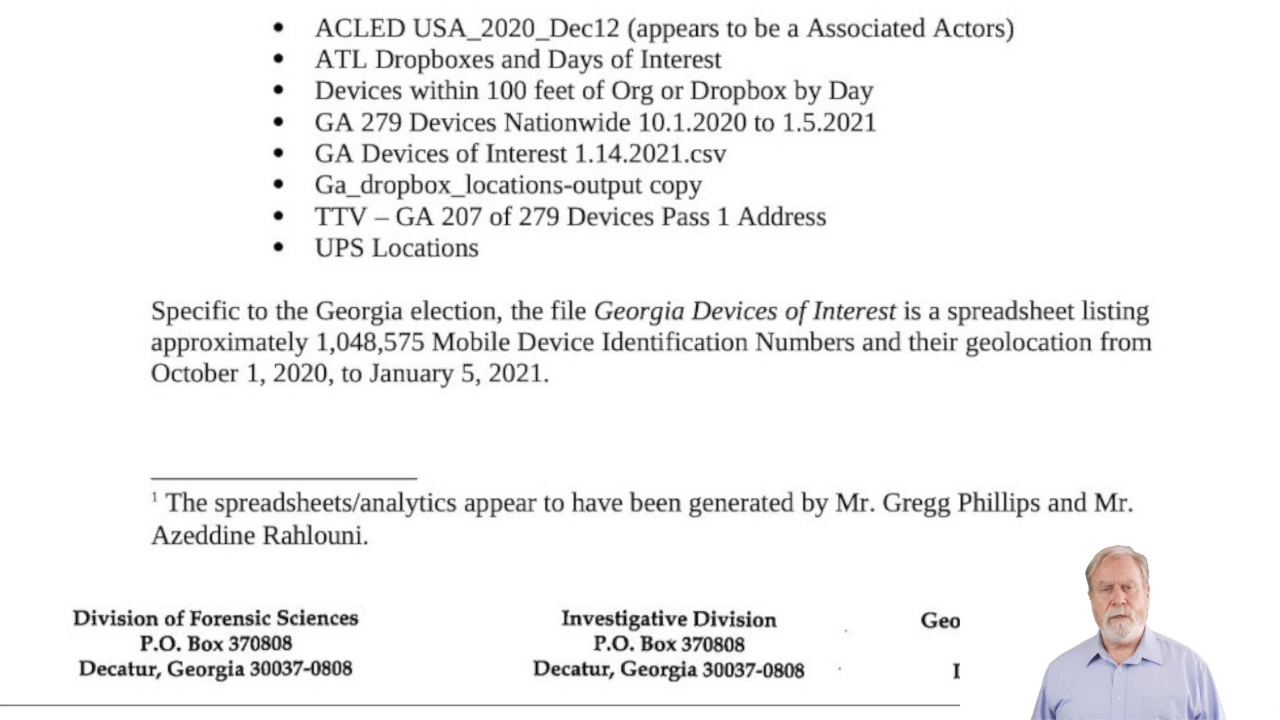 • ACLED USA_2020_Dec12 (appears to be a Associated Actors)
• ATL Dropboxes and Days of Interest
• Devices within 100 feet of Org or Dropbox by Day
• GA 279 Devices Nationwide 10.1.2020 to 1.5.2021
• GA Devices of Interest 1.14.2021.csv
• Ga_dropbox_locations-output copy
• TTV – GA 207 of 279 Devices Pass 1 Address
• UPS Locations
Specific to the Georgia election, the file Georgia Devices of Interest is a spreadsheet listing
approximately 1,048,575 Mobile Device Identification Numbers and their geolocation from
October 1, 2020, to January 5, 2021.
1 The spreadsheets/analytics appear to have been generated by Mr. Gregg Phillips and Mr.
Azeddine Rahlouni.
Division of Forensic Sciences
P.O. Box 370808
Decatur, Georgia 30037-0808
Investigative Division
P.O. Box 370808
Decatur, Georgia 30037-0808
Geo